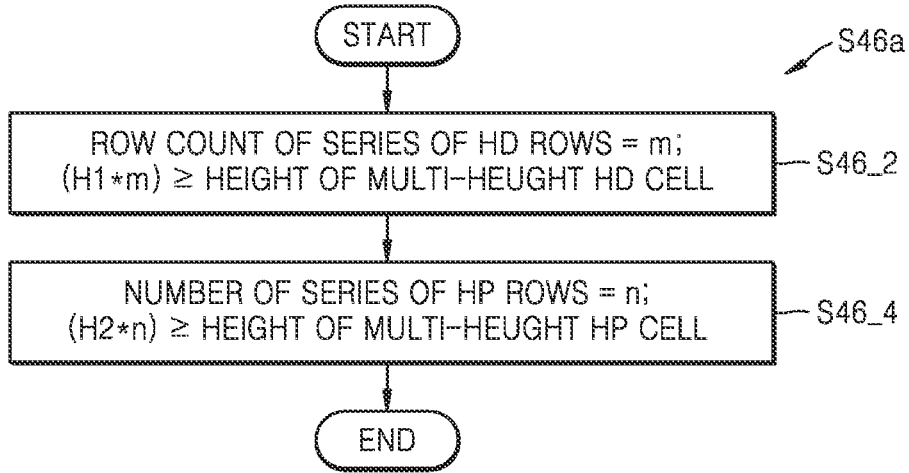 START
S46a
ROW COUNT OF SERIES OF HD ROWS = m;
(H1*m) ≥ HEIGHT OF MULTI-HEUGHT HD CELL
S46_2
NUMBER OF SERIES OF HP ROWS = n;
(H2*n) ≥ HEIGHT OF MULTI-HEUGHT HP CELL
S46_4
END